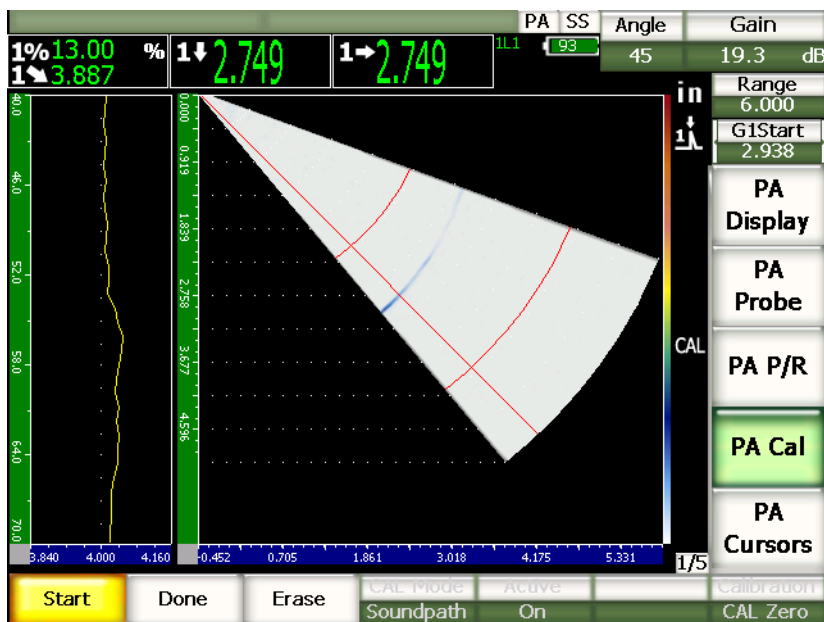 PA SS Angle Gain
1L1 93 45 19.3 dB
1% 13.00 %
1 3.887
1 2.749
1 2.749
in
Range
6.000
G1Start
2.938
PA
Display
PA
Probe
PA P/R
PA Cal
PA
Cursors
CAL
1/5
40.0
46.0
52.0
58.0
64.0
70.0
0.000
0.919
1.839
2.758
3.677
4.596
3.840 4.000 4.160
-0.452 0.705 1.861 3.018 4.175 5.331
Start Done Erase
CAL Mode Active Calibration
Soundpath On CAL Zero